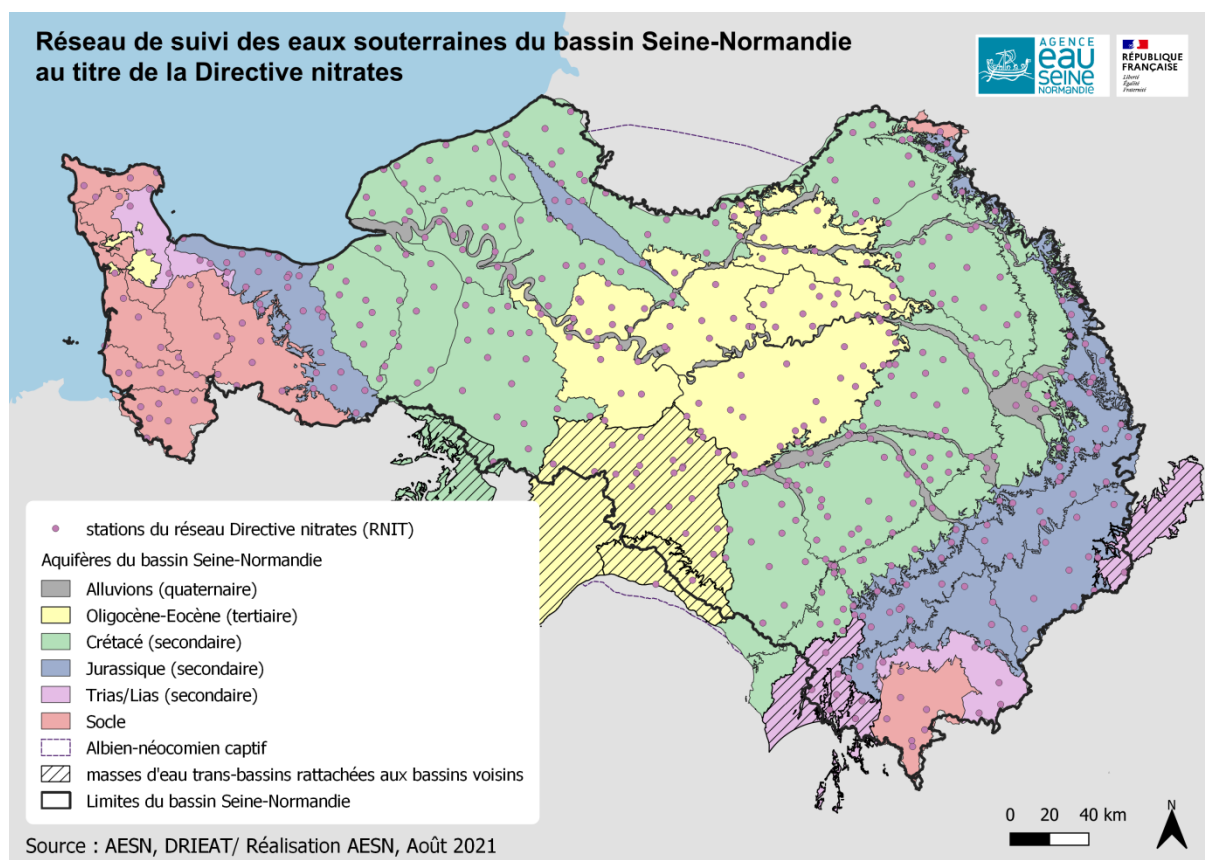 Réseau de suivi des eaux souterraines du bassin Seine-Normandie
au titre de la Directive nitrates
AGENCE
eau
SEINE
NORMANDIE
RÉPUBLIQUE
FRANÇAISE
Liberté
Égalité
Fraternité
stations du réseau Directive nitrates (RNIT)
Aquifères du bassin Seine-Normandie
Alluvions (quaternaire)
Oligocène-Eocène (tertiaire)
Crétacé (secondaire)
Jurassique (secondaire)
Trias/Lias (secondaire)
Socle
Albien-néocomien captif
masses d'eau trans-bassins rattachées aux bassins voisins
Limites du bassin Seine-Normandie
0 20 40 km
N
Source : AESN, DRIEAT/ Réalisation AESN, Août 2021